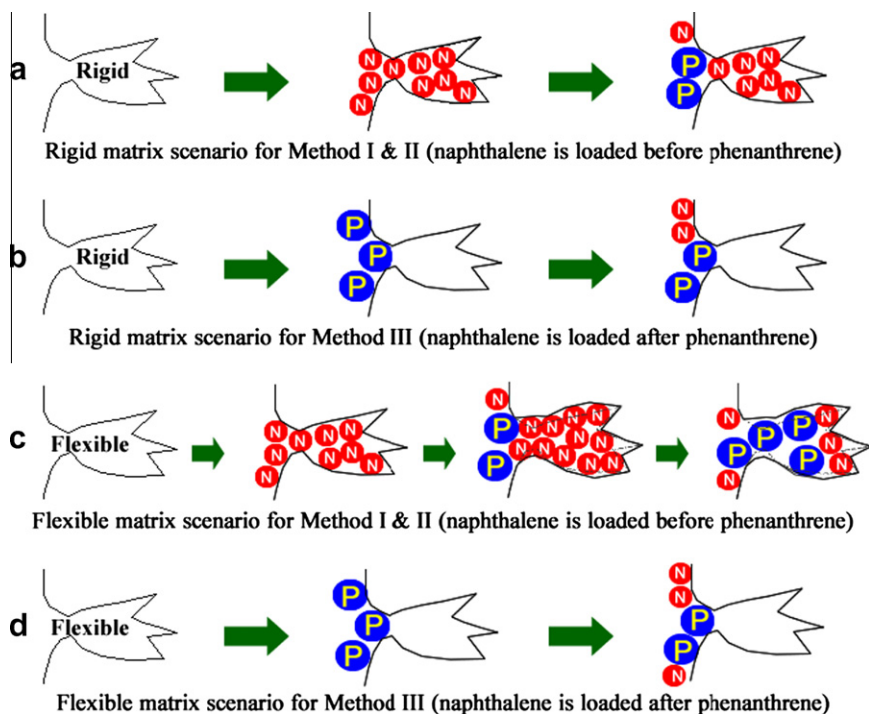 a
Rigid
N N N N N N N N N
N P P N N N N N N
Rigid matrix scenario for Method I & II (naphthalene is loaded before phenanthrene)
b
Rigid
P P P
N N P P
Rigid matrix scenario for Method III (naphthalene is loaded after phenanthrene)
c
Flexible
N N N N N N N N N
N P P N N N N N N N N N N N
N P P P P N N N N
Flexible matrix scenario for Method I & II (naphthalene is loaded before phenanthrene)
d
Flexible
P P P
N N P P N
Flexible matrix scenario for Method III (naphthalene is loaded after phenanthrene)